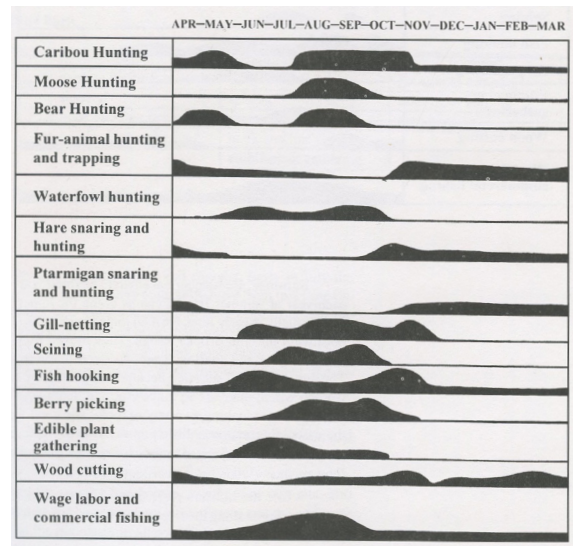 APR–MAY–JUN–JUL–AUG–SEP–OCT–NOV–DEC–JAN–FEB–MAR
Caribou Hunting
Moose Hunting
Bear Hunting
Fur-animal hunting
and trapping
Waterfowl hunting
Hare snaring and
hunting
Ptarmigan snaring
and hunting
Gill-netting
Seining
Fish hooking
Berry picking
Edible plant
gathering
Wood cutting
Wage labor and
commercial fishing